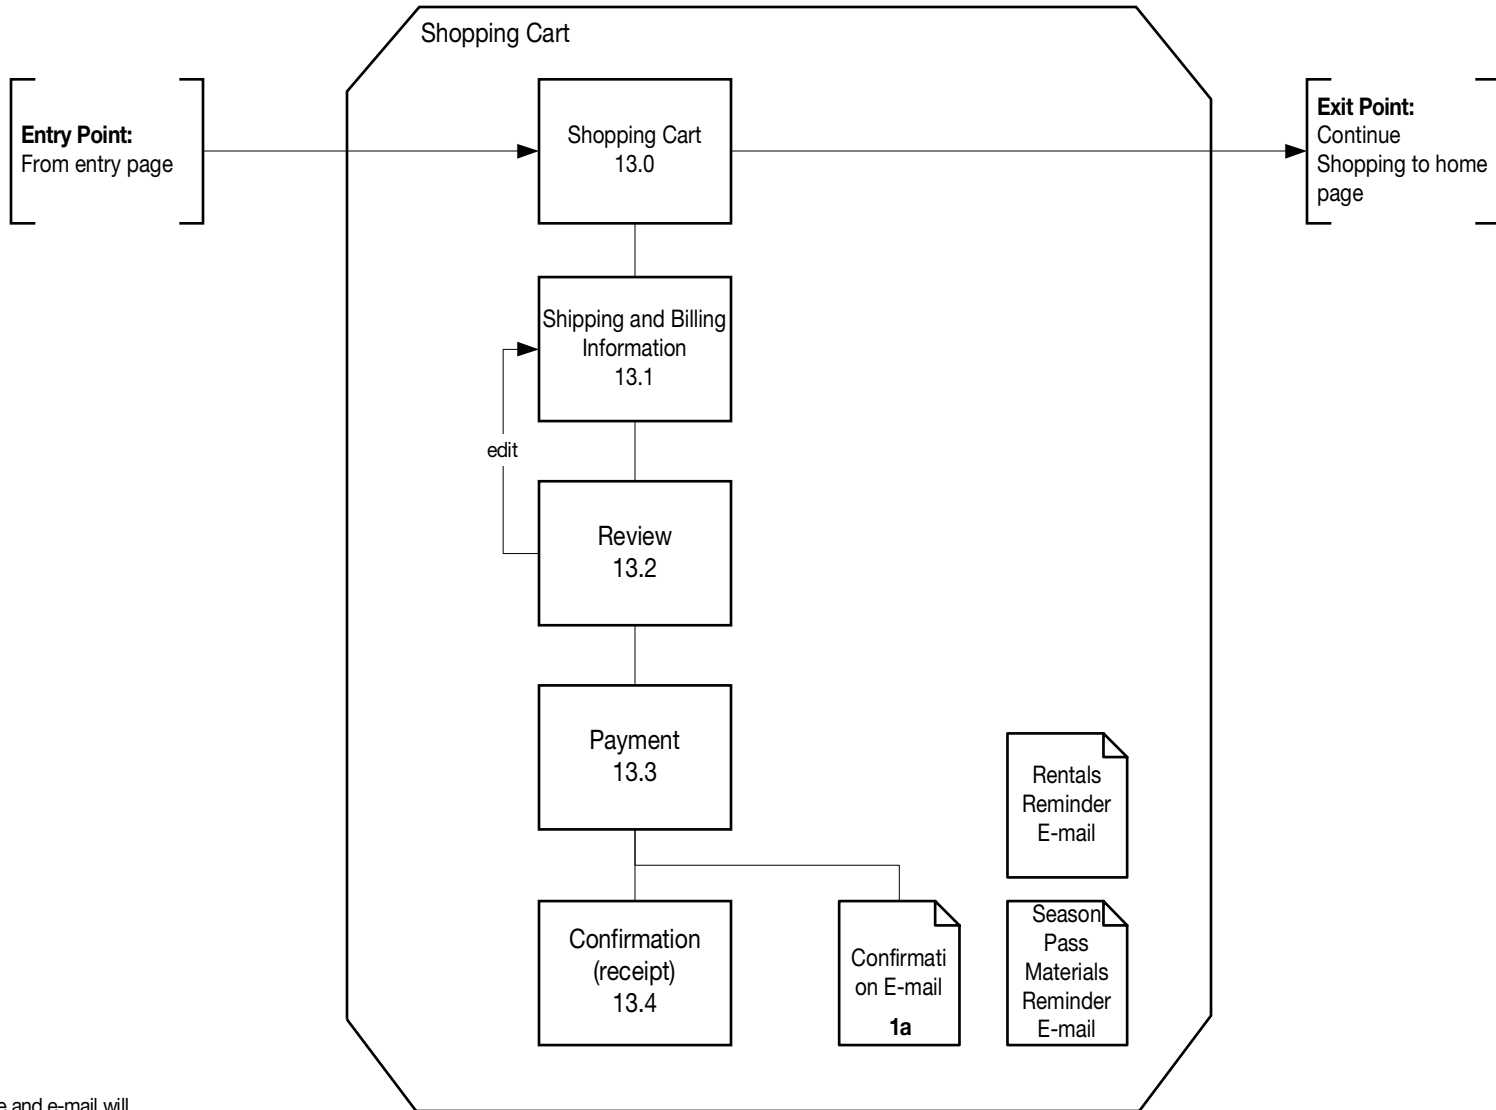 Shopping Cart
Entry Point:
From entry page
Shopping Cart
13.0
Exit Point:
Continue
Shopping to home
page
Shipping and Billing
Information
13.1
edit
Review
13.2
Payment
13.3
Rentals
Reminder
E-mail
Confirmation
(receipt)
13.4
Confirmati
on E-mail
1a
Season
Pass
Materials
Reminder
E-mail
and e-mail will